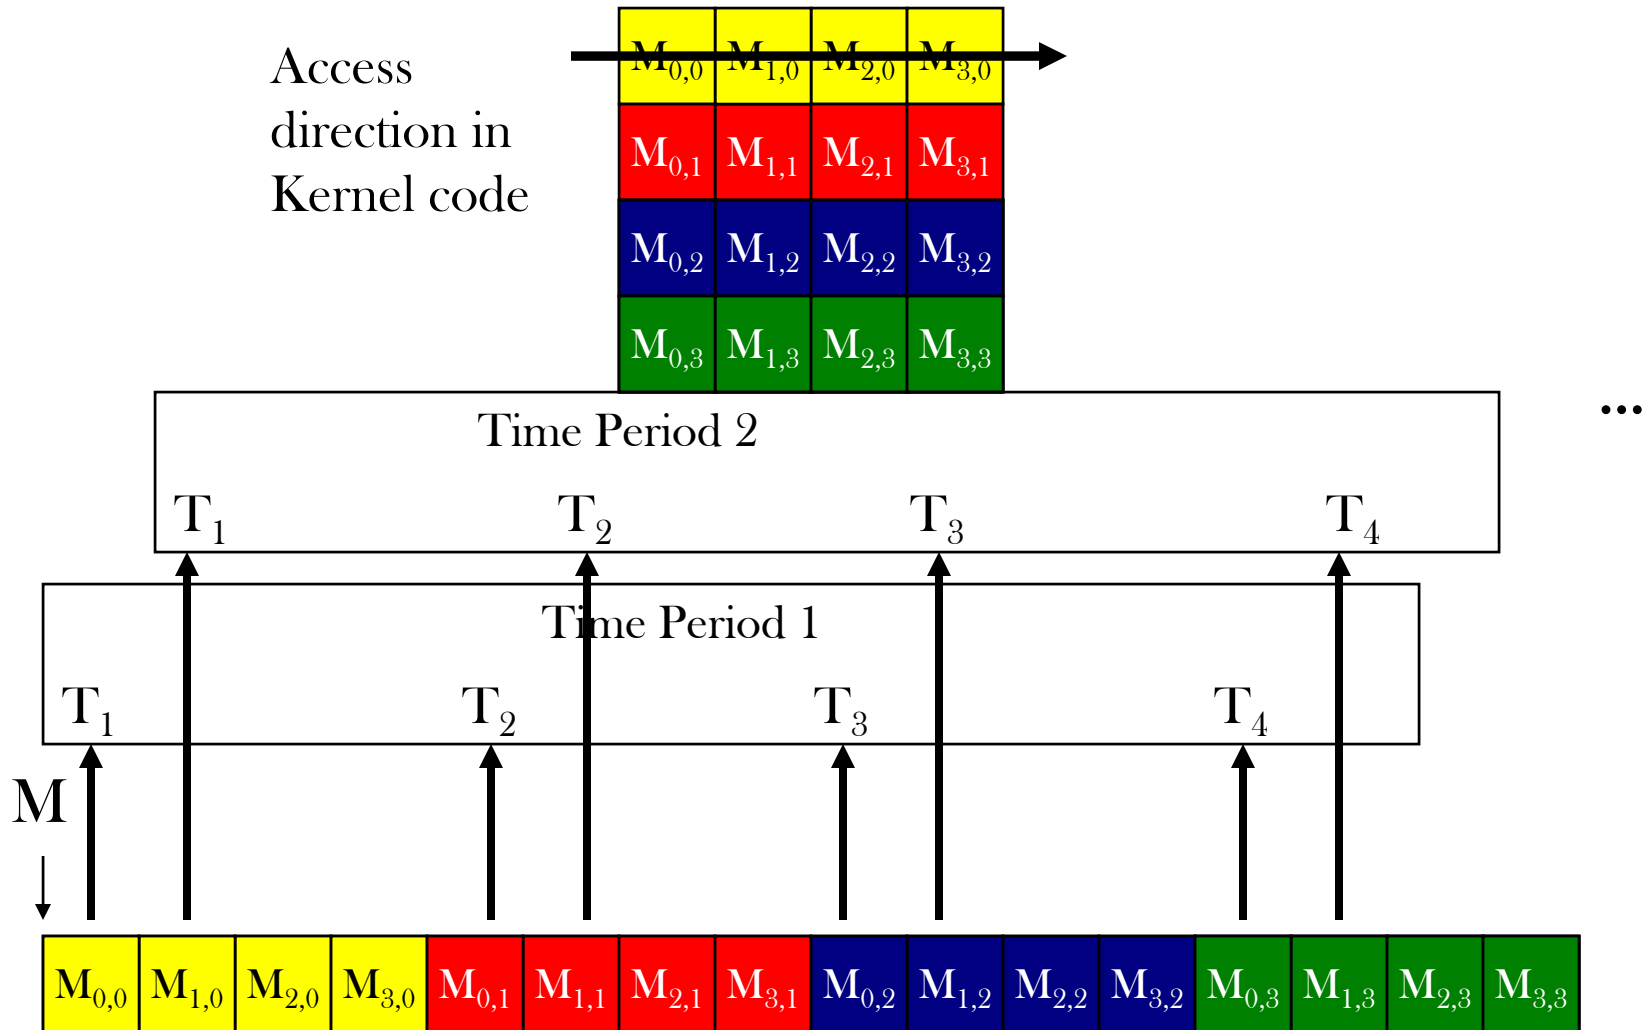 Access
direction in
Kernel code
M0,0 M1,0 M2,0 M3,0
M0,1 M1,1 M2,1 M3,1
M0,2 M1,2 M2,2 M3,2
M0,3 M1,3 M2,3 M3,3
...
Time Period 2
T1 T2 T3 T4
Time Period 1
T1 T2 T3 T4
M
M0,0 M1,0 M2,0 M3,0 M0,1 M1,1 M2,1 M3,1 M0,2 M1,2 M2,2 M3,2 M0,3 M1,3 M2,3 M3,3